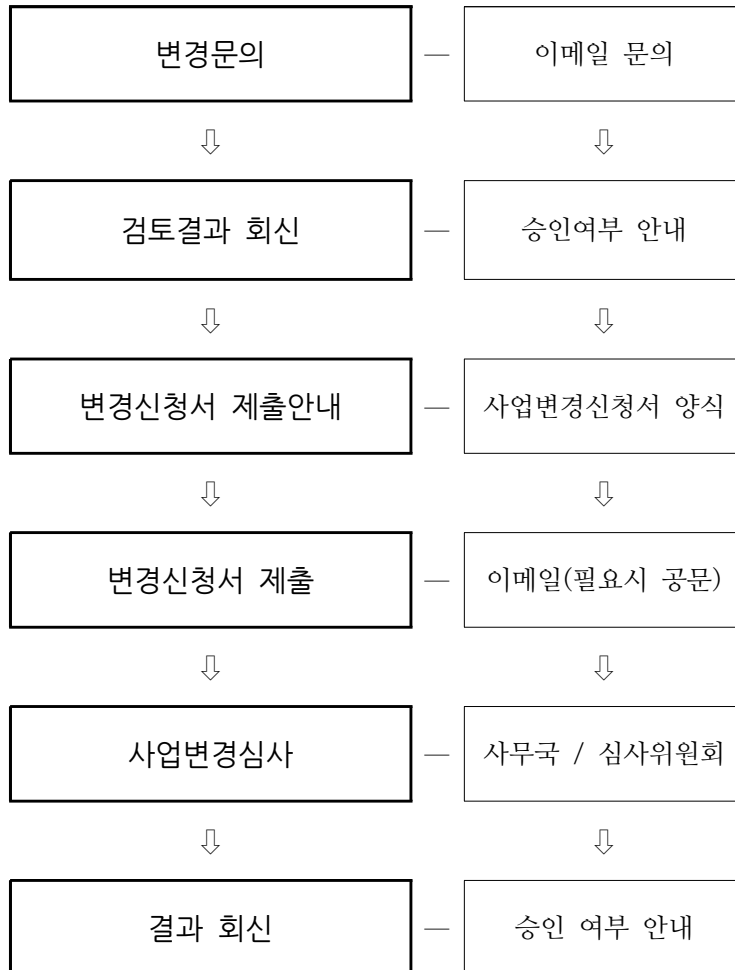 변경문의 — 이메일 문의
⇩ ⇩
검토결과 회신 — 승인여부 안내
⇩ ⇩
변경신청서 제출안내 — 사업변경신청서 양식
⇩ ⇩
변경신청서 제출 — 이메일(필요시 공문)
⇩ ⇩
사업변경심사 — 사무국 / 심사위원회
⇩ ⇩
결과 회신 — 승인 여부 안내